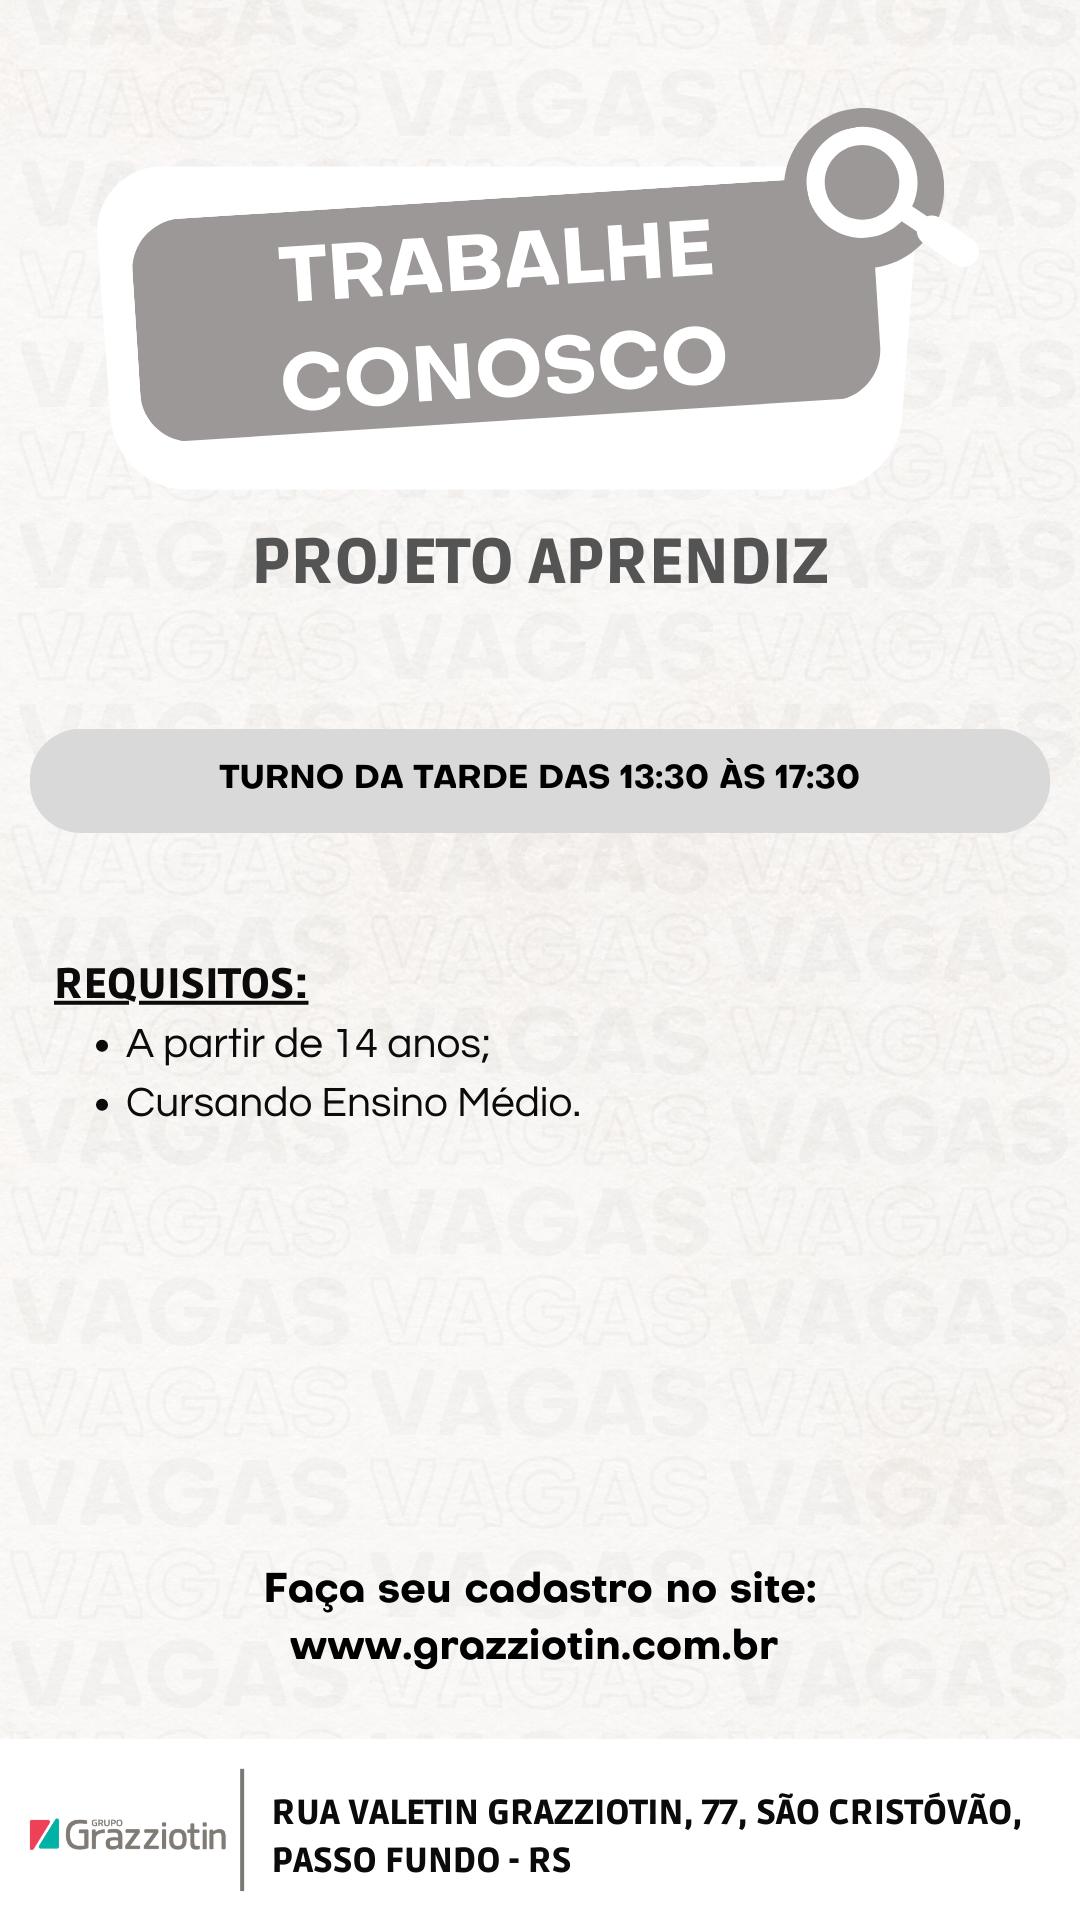 TRABALHE
CONOSCO
PROJETO APRENDIZ
TURNO DA TARDE DAS 13:30 ÀS 17:30
REQUISITOS:
• A partir de 14 anos;
• Cursando Ensino Médio.
Faça seu cadastro no site:
www.grazziotin.com.br
GRUPO
Grazziotin
RUA VALETIN GRAZZIOTIN, 77, SÃO CRISTÓVÃO,
PASSO FUNDO - RS